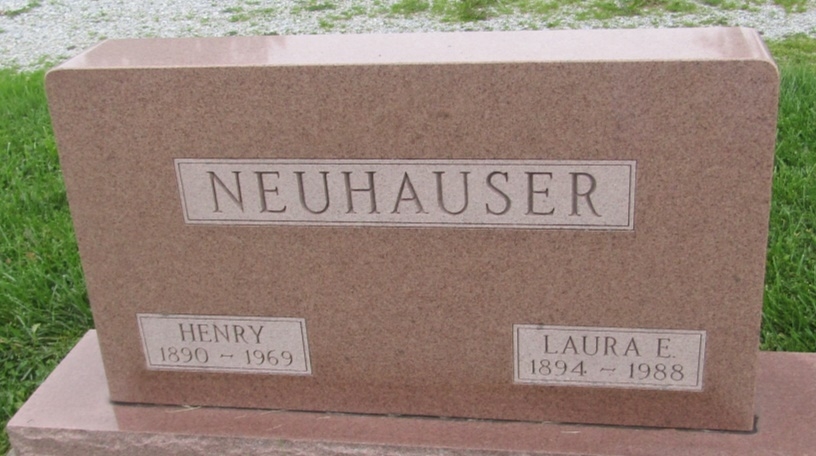 NEUHAUSER
HENRY
1890 ~ 1969
LAURA E.
1894 ~ 1988